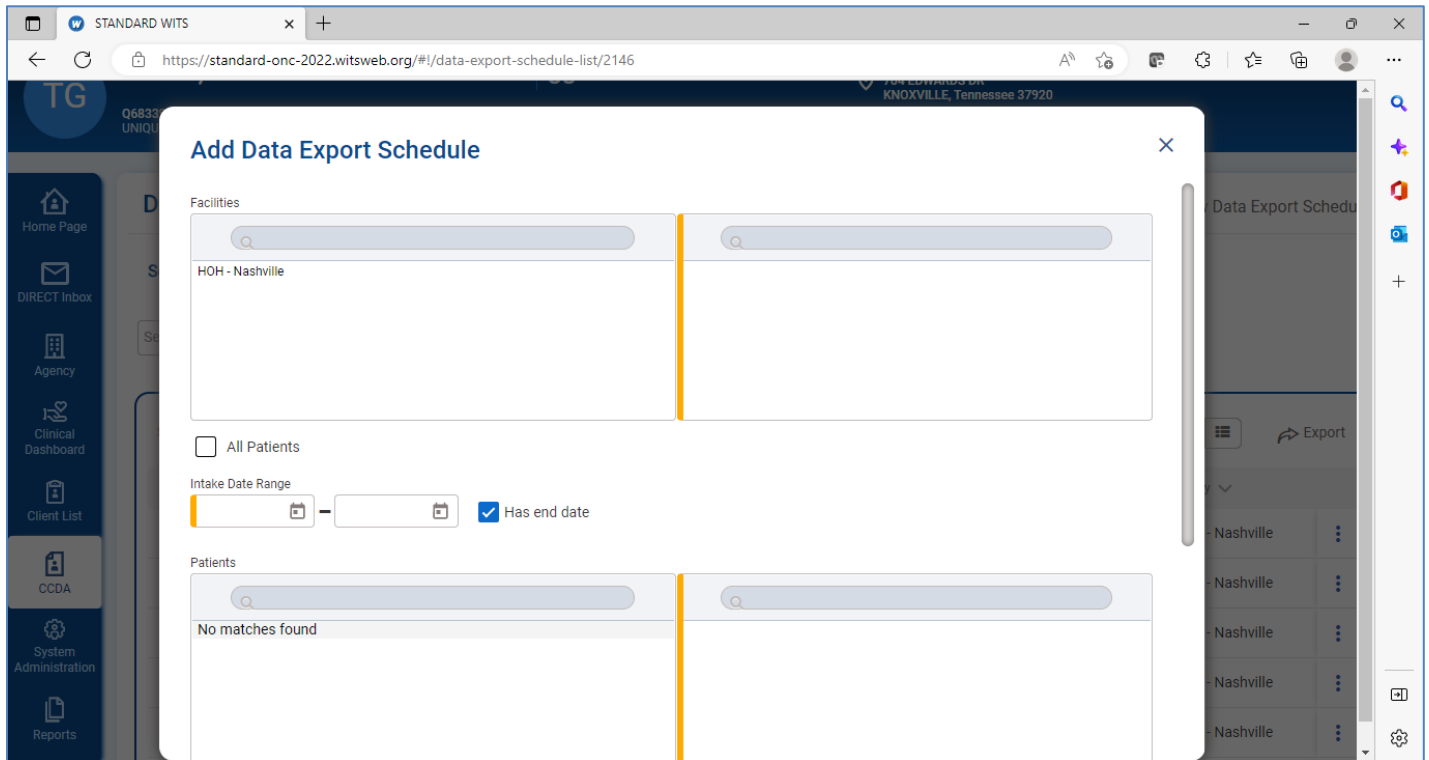 STANDARD WITS
https://standard-onc-2022.witsweb.org/#!/data-export-schedule-list/2146
TG
KNOXVILLE, Tennessee 37920
Add Data Export Schedule
Home Page
DIRECT Inbox
Agency
Clinical
Dashboard
Client List
CCDA
System
Administration
Reports
Facilities
HOH - Nashville
All Patients
Intake Date Range
–
Has end date
Patients
No matches found
Data Export Schedu
Export
- Nashville
- Nashville
- Nashville
- Nashville
- Nashville